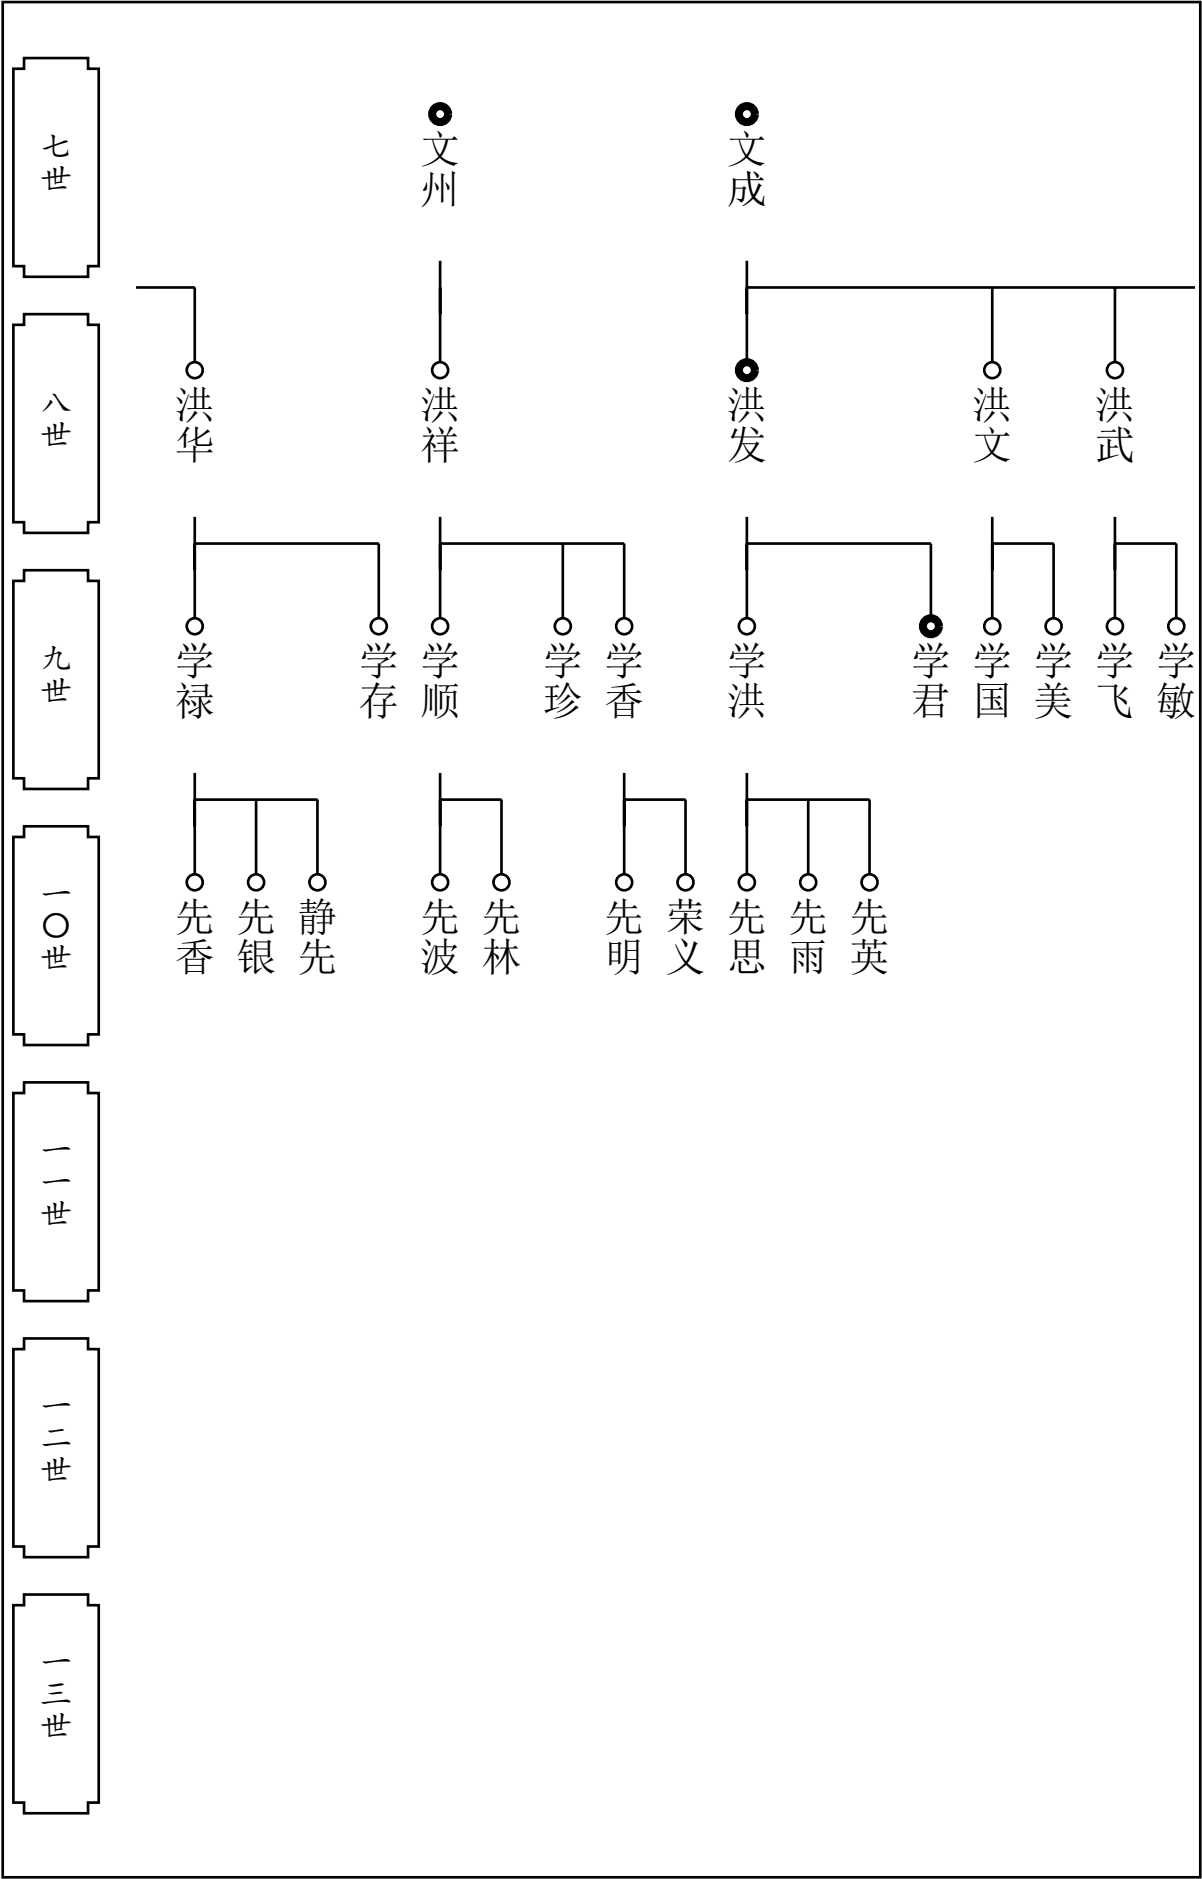 七世
文州
文成
八世
洪华
洪祥
洪发
洪文
洪武
九世
学禄
学存
学顺
学珍
学香
学洪
学君
学国
学美
学飞
学敏
一〇世
先香
先银
静先
先波
先林
先明
荣义
先思
先雨
先英
一一世
一二世
一三世